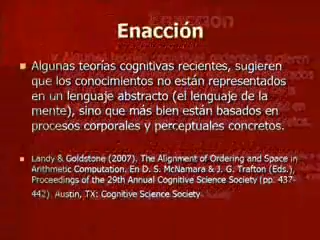 Enacción
Algunas teorías cognitivas recientes, sugieren
que los conocimientos no están representados
en un lenguaje abstracto (el lenguaje de la
mente), sino que más bien están basados en
procesos corporales y perceptuales concretos.
Landy & Goldstone (2007). The Alignment of Ordering and Space in
Arithmetic Computation. En D. S. McNamara & J. G. Trafton (Eds.),
Proceedings of the 29th Annual Cognitive Science Society (pp. 437-
442). Austin, TX: Cognitive Science Society